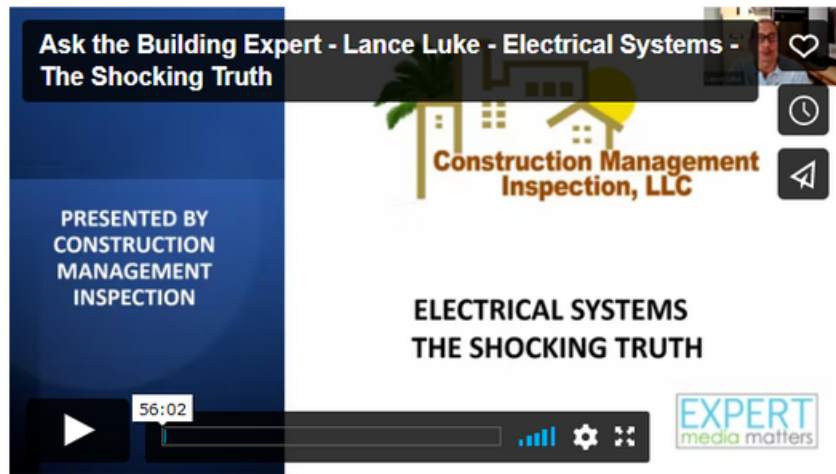 Ask the Building Expert - Lance Luke - Electrical Systems -
The Shocking Truth
Construction Management
Inspection, LLC
PRESENTED BY
CONSTRUCTION
MANAGEMENT
INSPECTION
ELECTRICAL SYSTEMS
THE SHOCKING TRUTH
56:02
EXPERT
media matters